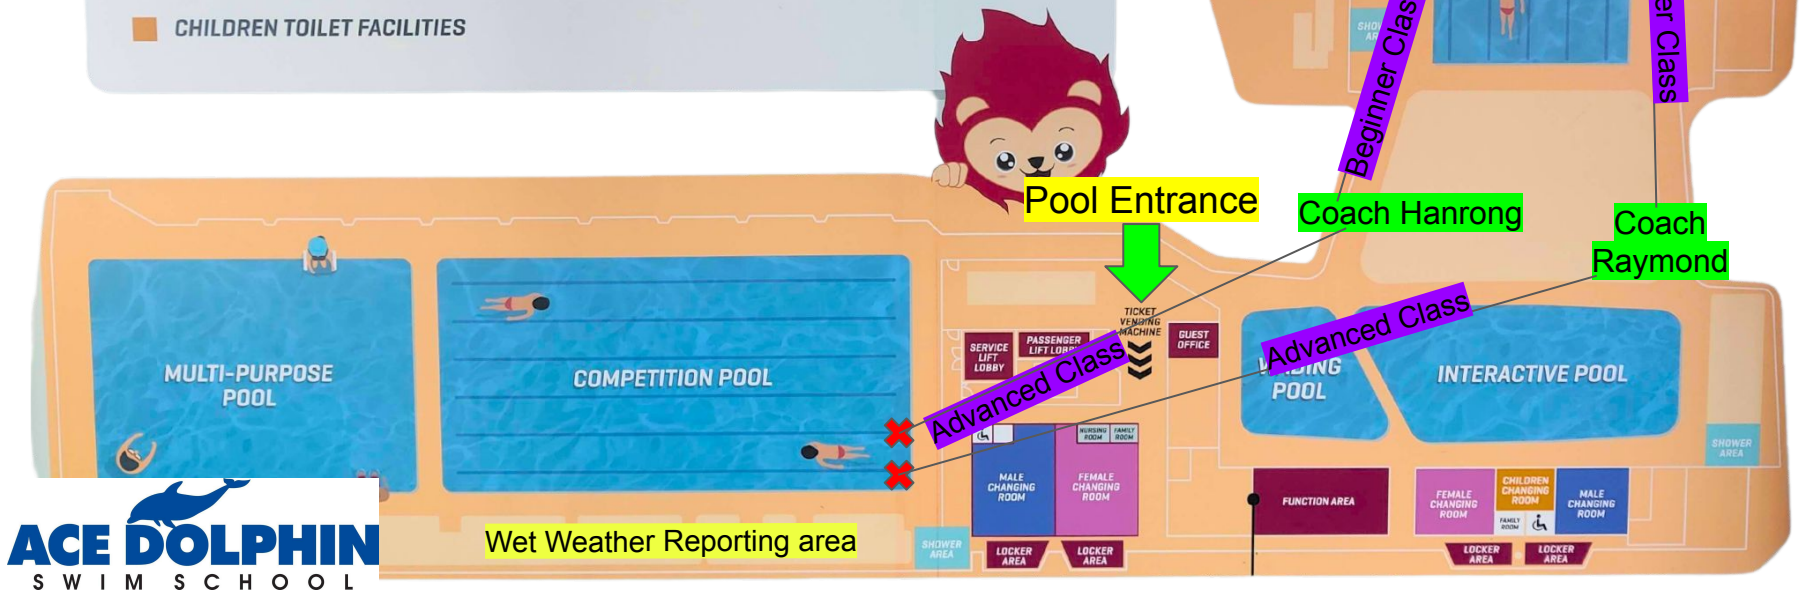 CHILDREN TOILET FACILITIES
SHOW
AR
Beginner Clas
er Class
Pool Entrance
Coach Hanrong
Coach
Raymond
TICKET
VENDING
MACHINE
SERVICE
LIFT
LOBBY
PASSENGER
LIFT LOBB
GUEST
OFFICE
Advanced Class
Advanced Class
MULTI-PURPOSE
POOL
COMPETITION POOL
POOL
INTERACTIVE POOL
NURSING
ROOM
FAMILY
ROOM
MALE
CHANGING
ROOM
FEMALE
CHANGING
ROOM
SHOWER
AREA
FUNCTION AREA
FEMALE
CHANGING
ROOM
CHILDREN
CHANGING
ROOM
FAMILY
ROOM
MALE
CHANGING
ROOM
Wet Weather Reporting area
SHOWER
AREA
LOCKER
AREA
LOCKER
AREA
LOCKER
AREA
LOCKER
AREA
ACE DOLPHIN
SWIM SCHOOL